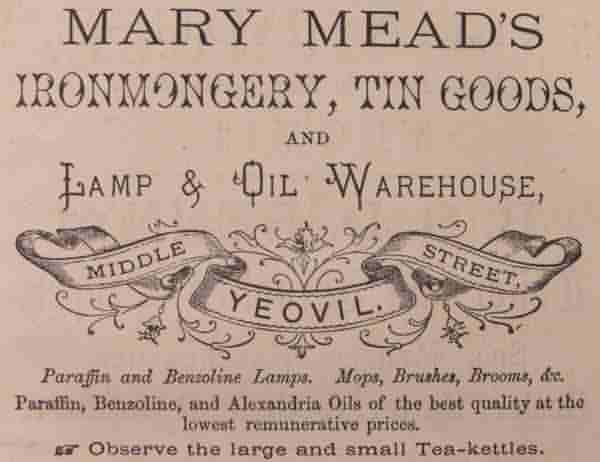 MARY MEAD'S
IRONMONGERY, TIN GOODS,
AND
LAMP & OIL WAREHOUSE,
MIDDLE STREET,
YEOVIL.
Paraffin and Benzoline Lamps. Mops, Brushes, Brooms, &c.
Paraffin, Benzoline, and Alexandria Oils of the best quality at the
lowest remunerative prices.
☞ Observe the large and small Tea-kettles.